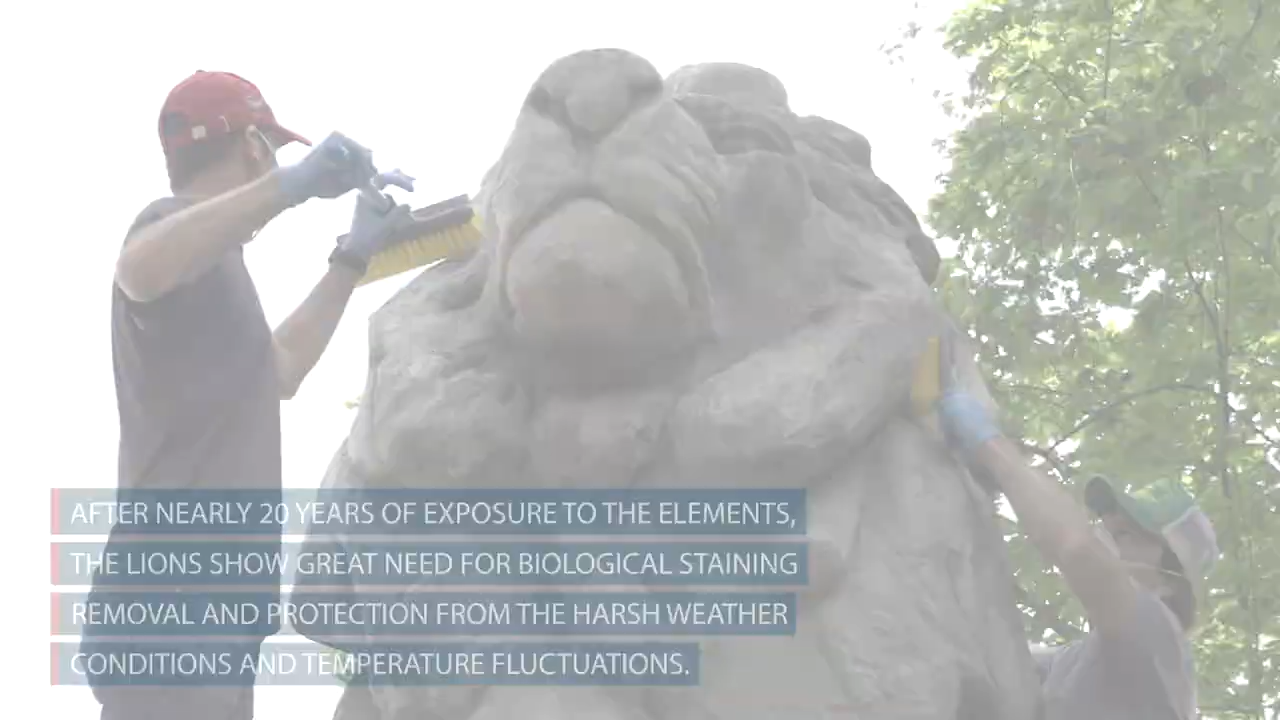 AFTER NEARLY 20 YEARS OF EXPOSURE TO THE ELEMENTS,
THE LIONS SHOW GREAT NEED FOR BIOLOGICAL STAINING
REMOVAL AND PROTECTION FROM THE HARSH WEATHER
CONDITIONS AND TEMPERATURE FLUCTUATIONS.